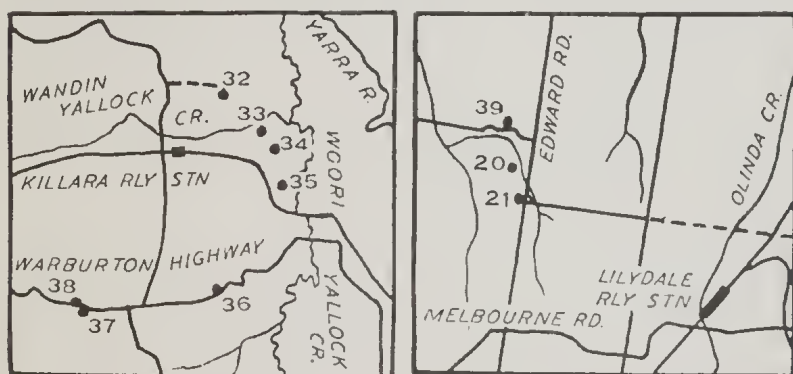 YARRA R.
WANDIN
YALLOCK
CR.
32
33
34
WOORI
KILLARA RLY STN
35
WARBURTON HIGHWAY
38
36
37
YALLOCK
CR.
39
EDWARD RD.
20
OLINDA CR.
21
LILYDALE
RLY STN
MELBOURNE RD.